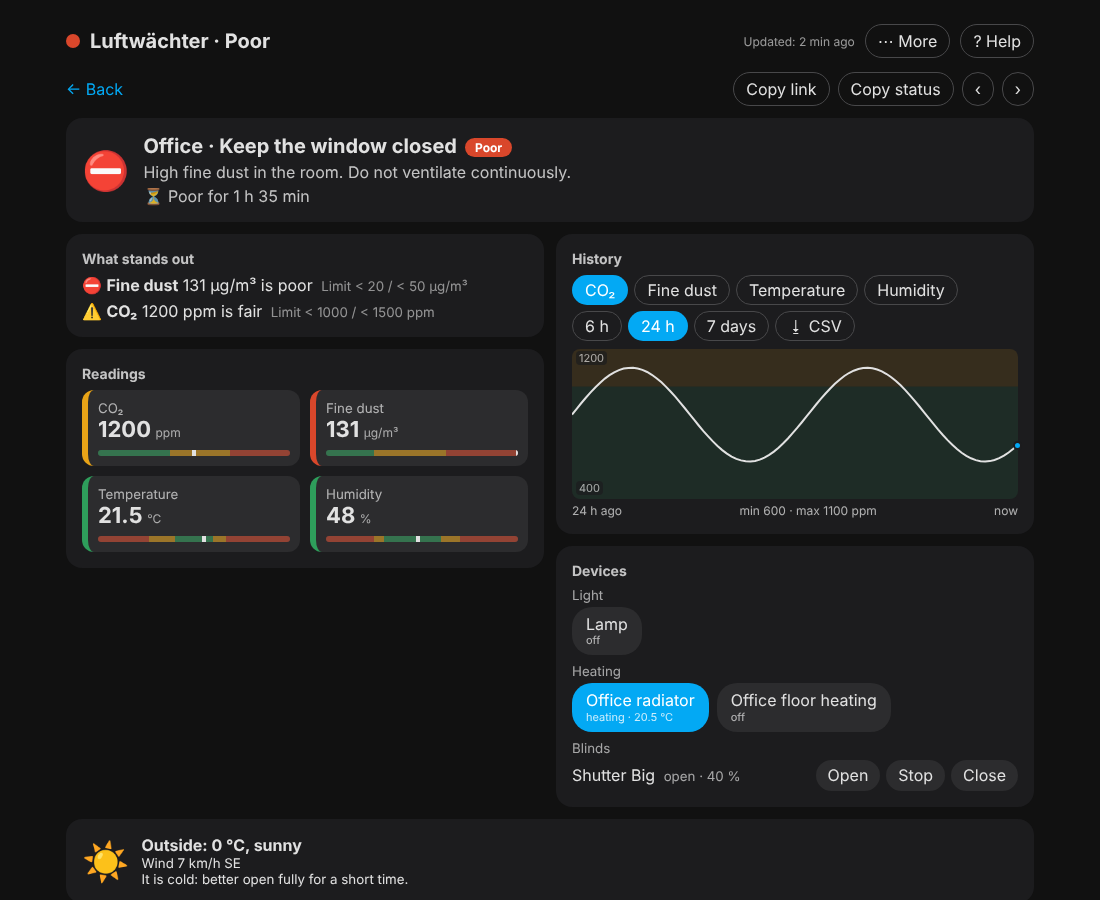 Luftwächter · Poor
Updated: 2 min ago
··· More
? Help
← Back
Copy link
Copy status
‹
›
Office · Keep the window closed Poor
High fine dust in the room. Do not ventilate continuously.
⏳ Poor for 1 h 35 min
What stands out
⛔ Fine dust 131 µg/m³ is poor Limit < 20 / < 50 µg/m³
⚠️ CO₂ 1200 ppm is fair Limit < 1000 / < 1500 ppm
Readings
CO₂
1200 ppm
Fine dust
131 µg/m³
Temperature
21.5 °C
Humidity
48 %
History
CO₂ Fine dust Temperature Humidity
6 h 24 h 7 days ⤓ CSV
1200
400
24 h ago min 600 · max 1100 ppm now
Devices
Light
Lamp
off
Heating
Office radiator
heating · 20.5 °C
Office floor heating
off
Blinds
Shutter Big open · 40 % Open Stop Close
Outside: 0 °C, sunny
Wind 7 km/h SE
It is cold: better open fully for a short time.